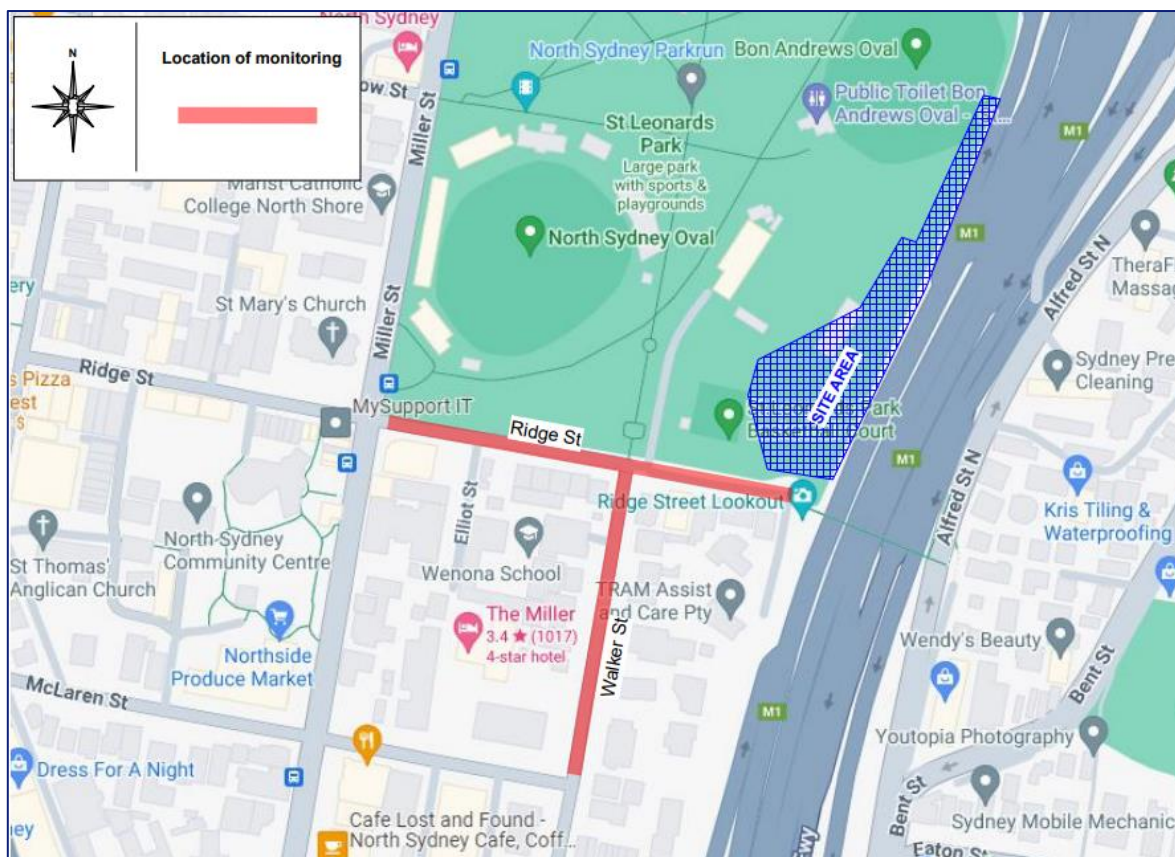 N
Location of monitoring
North Sydney
ow St
Miller St
North Sydney Parkrun
Bon Andrews Oval
Public Toilet Bon
Andrews Oval
St Leonards
Park
Large park
with sports &
playgrounds
M1
Marist Catholic
College North
Shore
North Sydney Oval
M1
Alfred St N
TheraF
Massag
ery
St Mary's Church
Miller St
Ridge St
SITE AREA
Sydney Pre
Cleaning
s Pizza
est
MySupport IT
Ridge St
Park
Court
M1
Alfred St N
Ridge Street Lookout
Kris Tiling &
Waterproofing
Elliot St
North Sydney
Community Centre
St Thomas'
Anglican Church
Wenona School
TRAM Assist
and Care Pty
The Miller
3.4 ★ (1017)
4-star hotel
Walker St
Wendy's Beauty
Northside
Produce Market
McLaren St
M1
Bent St
Youtopia Photography
Dress For A Night
Bent St
Cafe Lost and Found -
North Sydney Cafe, Coff...
Sydney Mobile Mechanic
ey
wy
Eaton St